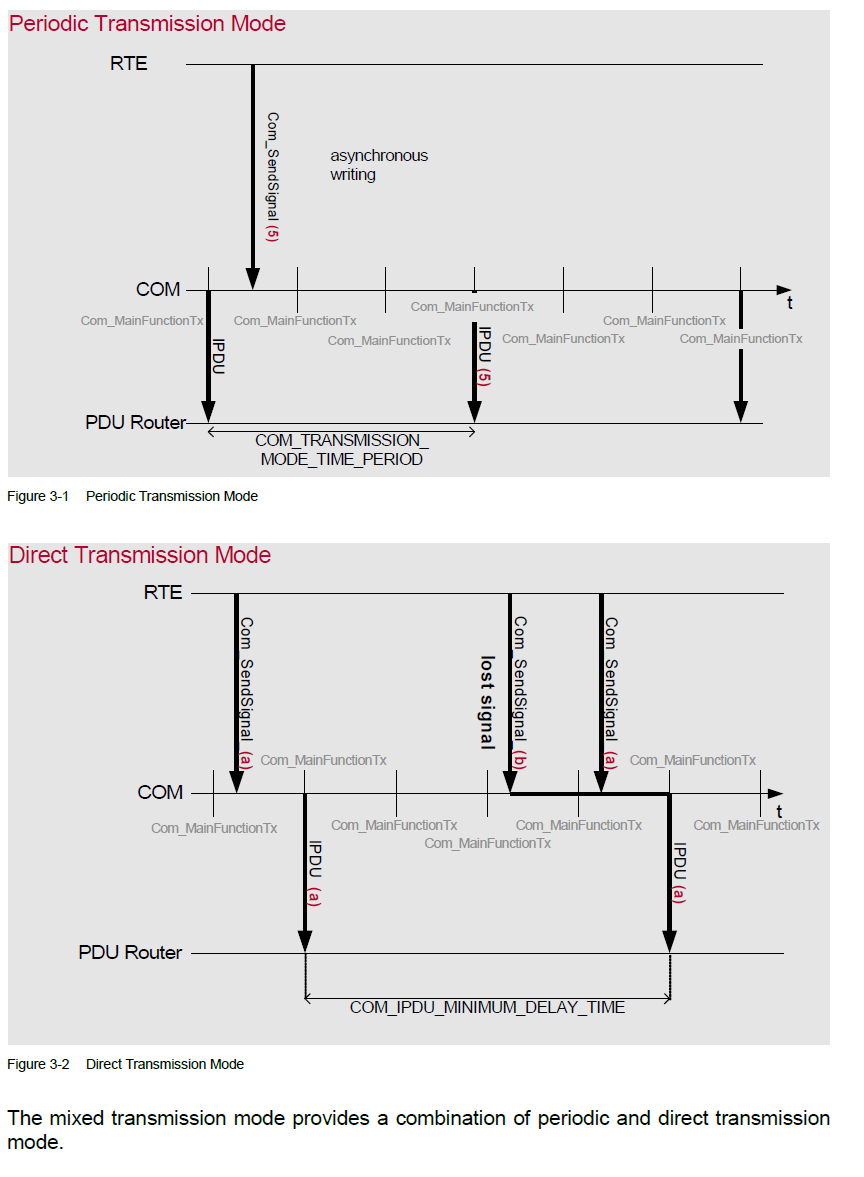 Periodic Transmission Mode
RTE
Com_SendSignal (5)
asynchronous
writing
COM
t
Com_MainFunctionTx
Com_MainFunctionTx
Com_MainFunctionTx
Com_MainFunctionTx
Com_MainFunctionTx
Com_MainFunctionTx
Com_MainFunctionTx
IPDU
IPDU (5)
PDU Router
COM_TRANSMISSION_
MODE_TIME_PERIOD
Figure 3-1 Periodic Transmission Mode
Direct Transmission Mode
RTE
Com_SendSignal (a)
lost signal
Com_SendSignal (b)
Com_SendSignal (a)
Com_MainFunctionTx
Com_MainFunctionTx
COM
t
Com_MainFunctionTx
Com_MainFunctionTx
Com_MainFunctionTx
Com_MainFunctionTx
Com_MainFunctionTx
IPDU (a)
IPDU (a)
PDU Router
COM_IPDU_MINIMUM_DELAY_TIME
Figure 3-2 Direct Transmission Mode
The mixed transmission mode provides a combination of periodic and direct transmission
mode.